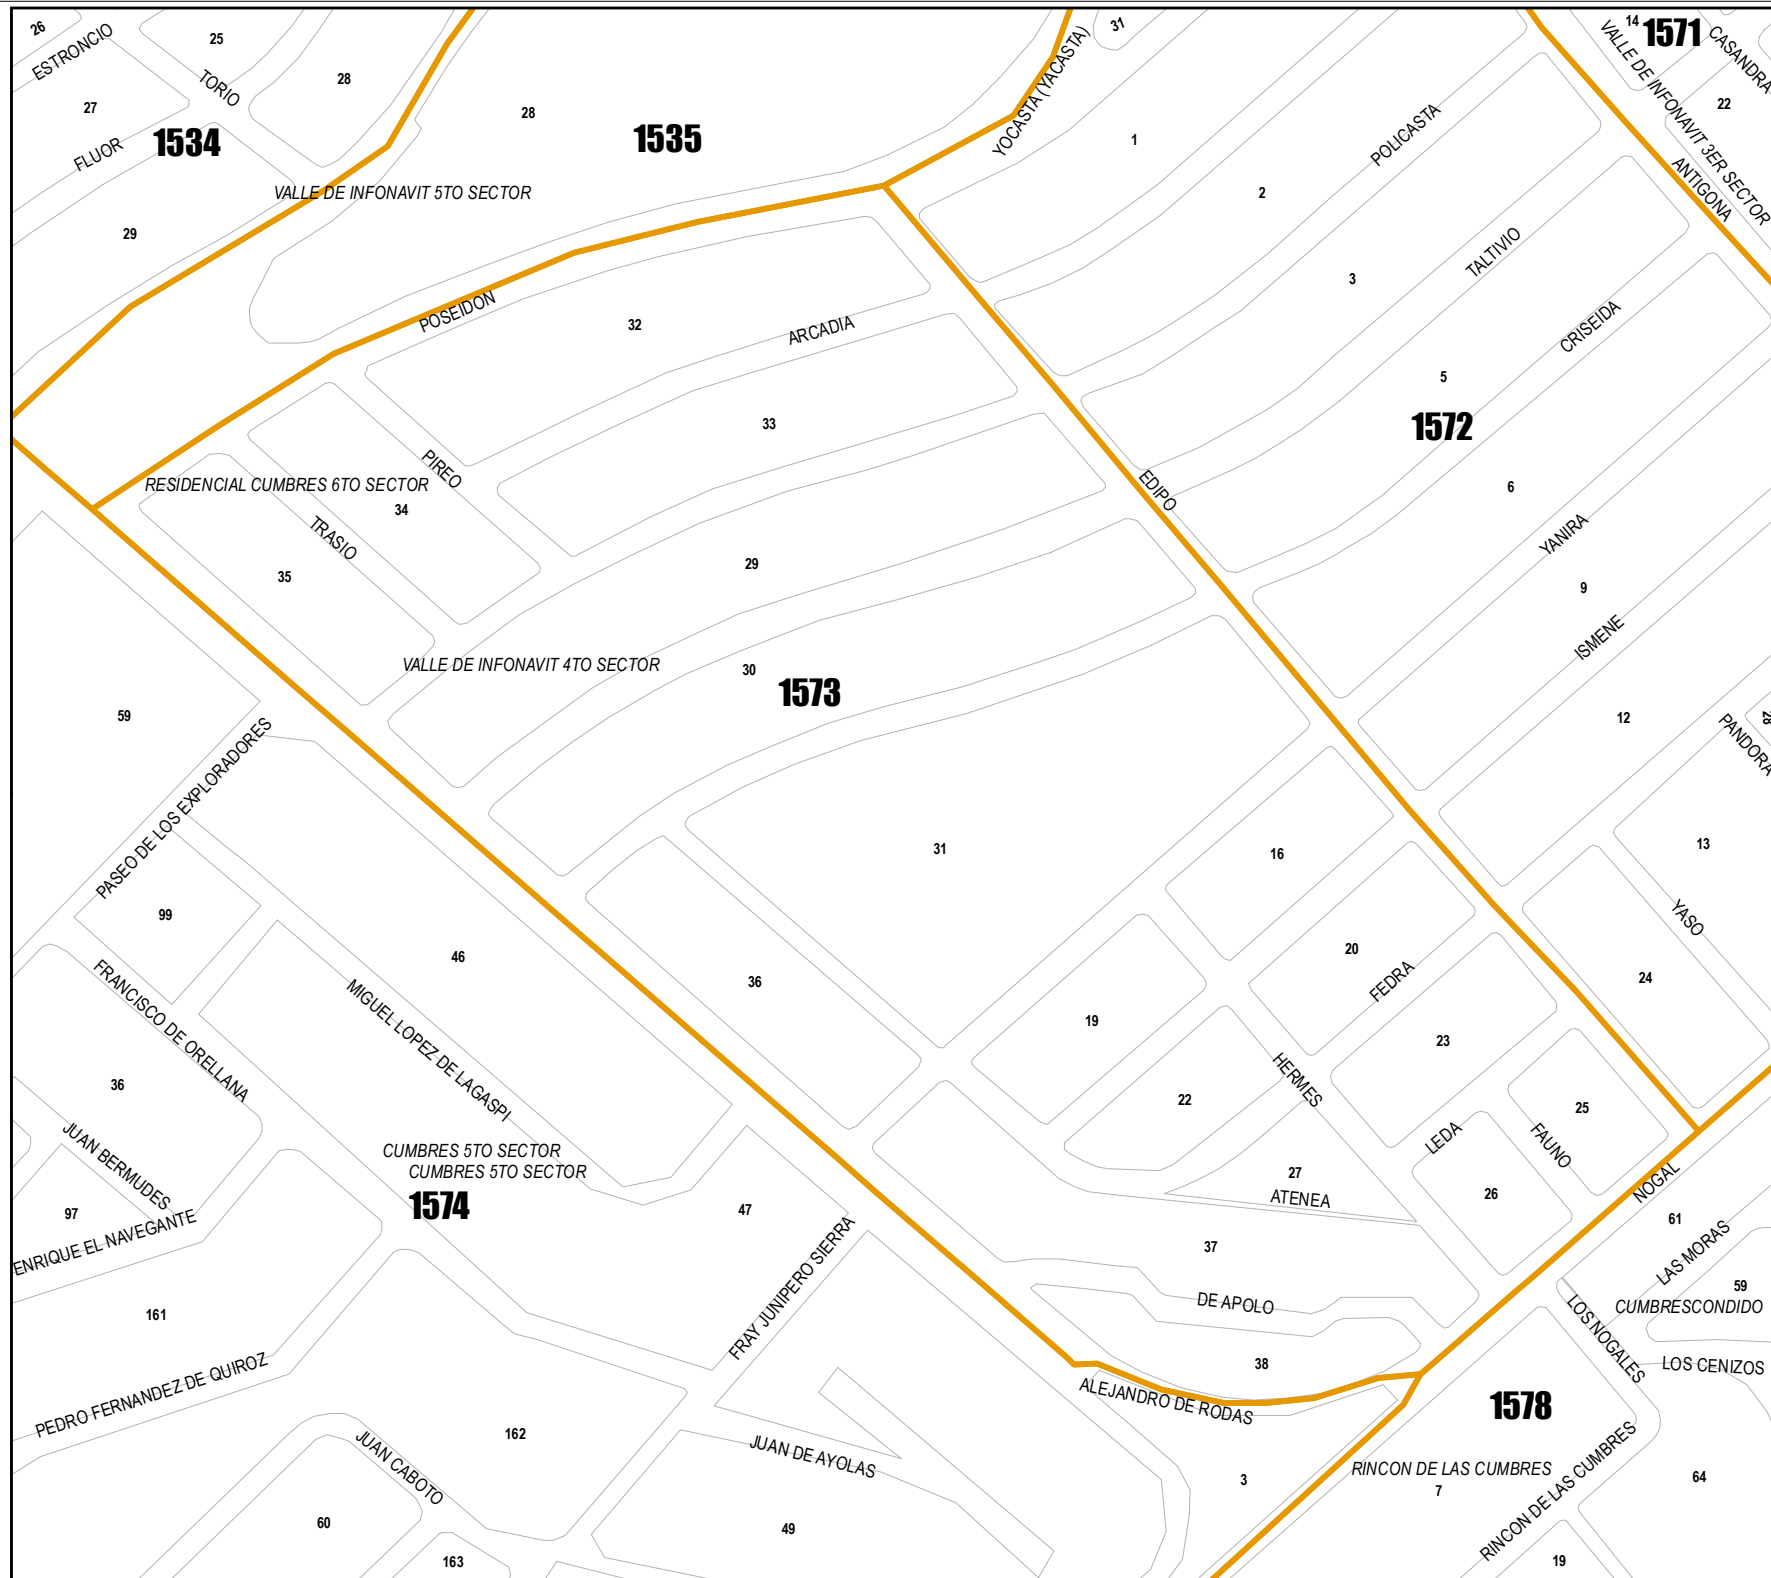 26
ESTRONCIO
25
TORIO
28
27
FLUOR
1534
29
28
1535
VALLE DE INFONAVIT 5TO SECTOR
YOCASTA (YACASTA)
31
1
2
POLICASTA
14
1571
CASANDRA
VALLE DE INFONAVIT 3ER SECTOR
22
ANTIGONA
3
TALTIVIO
CRISEIDA
5
1572
6
YANIRA
9
ISMENE
12
28
PANDORA
13
YASO
24
POSEIDON
32
ARCADIA
33
PIREO
RESIDENCIAL CUMBRES 6TO SECTOR
34
TRASIO
35
EDIPO
29
VALLE DE INFONAVIT 4TO SECTOR
30
1573
59
PASEO DE LOS EXPLORADORES
99
46
FRANCISCO DE ORELLANA
MIGUEL LOPEZ DE LAGASPI
31
16
36
20
FEDRA
19
23
HERMES
22
25
LEDA
FAUNO
27
ATENEA
26
NOGAL
36
JUAN BERMUDES
CUMBRES 5TO SECTOR
CUMBRES 5TO SECTOR
1574
97
ENRIQUE EL NAVEGANTE
47
37
61
LAS MORAS
FRAY JUNIPERO SIERRA
DE APOLO
59
CUMBRESCONDIDO
LOS NOGALES
161
38
LOS CENIZOS
PEDRO FERNANDEZ DE QUIROZ
ALEJANDRO DE RODAS
1578
162
JUAN CABOTO
JUAN DE AYOLAS
RINCON DE LAS CUMBRES
7
3
RINCON DE LAS CUMBRES
64
60
49
163
19